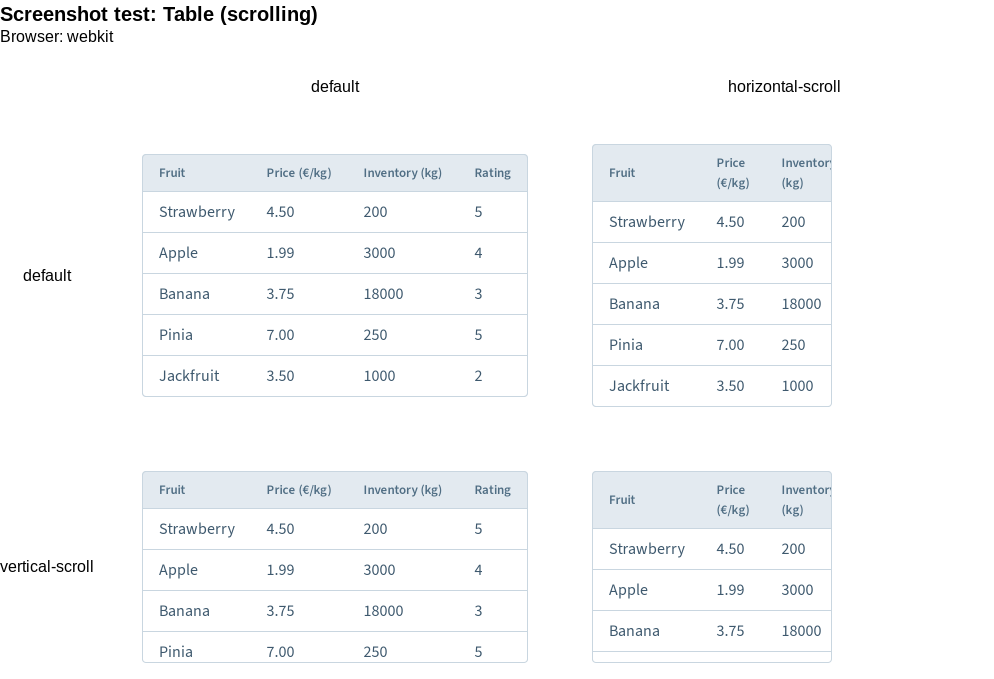 Screenshot test: Table (scrolling)
Browser: webkit
default horizontal-scroll
default
Fruit Price (€/kg) Inventory (kg) Rating
Strawberry 4.50 200 5
Apple 1.99 3000 4
Banana 3.75 18000 3
Pinia 7.00 250 5
Jackfruit 3.50 1000 2
Fruit Price (€/kg) Inventory (kg)
Strawberry 4.50 200
Apple 1.99 3000
Banana 3.75 18000
Pinia 7.00 250
Jackfruit 3.50 1000
vertical-scroll
Fruit Price (€/kg) Inventory (kg) Rating
Strawberry 4.50 200 5
Apple 1.99 3000 4
Banana 3.75 18000 3
Pinia 7.00 250 5
Fruit Price (€/kg) Inventory (kg)
Strawberry 4.50 200
Apple 1.99 3000
Banana 3.75 18000